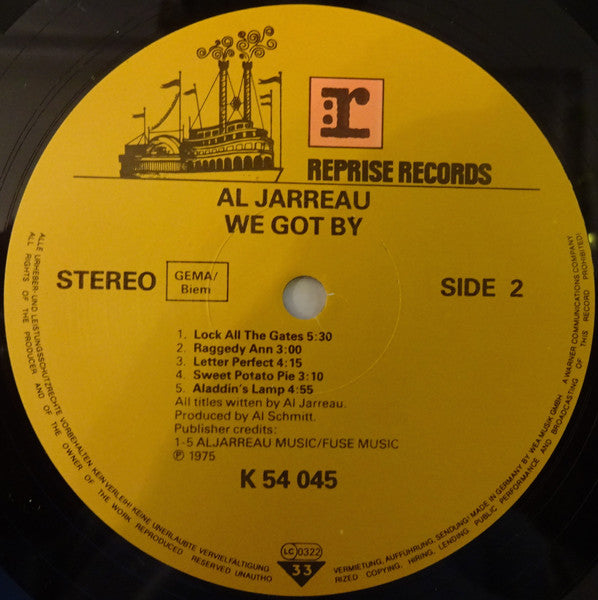 :r
REPRISE RECORDS
AL JARREAU
WE GOT BY
STEREO
GEMA/
Biem
SIDE 2
1. Lock All The Gates 5:30
2. Raggedy Ann 3:00
3. Letter Perfect 4:15
4. Sweet Potato Pie 3:10
5. Aladdin's Lamp 4:55
All titles witten by Al Jarreau.
Produced by Al Schmitt.
Publisher credits:
1-5 ALJARREAU MUSIC/FUSE MUSIC
℗ 1975
K 54 045
LC 0322
33
ALLE URHEBER- UND LEISTUNGSSCHUTZRECHTE VORBEHALTEN KEIN VERLEIH! KEINE UNERLAUBTE VERVIELFÄLTIGUNG
VERMIETUNG, AUFFÜHRUNG, SENDUNG! MADE IN GERMANY BY WEA MUSIK GMBH. A WARNER COMMUNICATIONS COMPANY
ALL RIGHTS OF THE PRODUCER AND OF THE OWNER OF THE WORK REPRODUCED RESERVED UNAUTHO
RIZED COPYING, HIRING, LENDING, PUBLIC PERFORMANCE AND BROADCASTING OF THIS RECORD PROHIBITED!